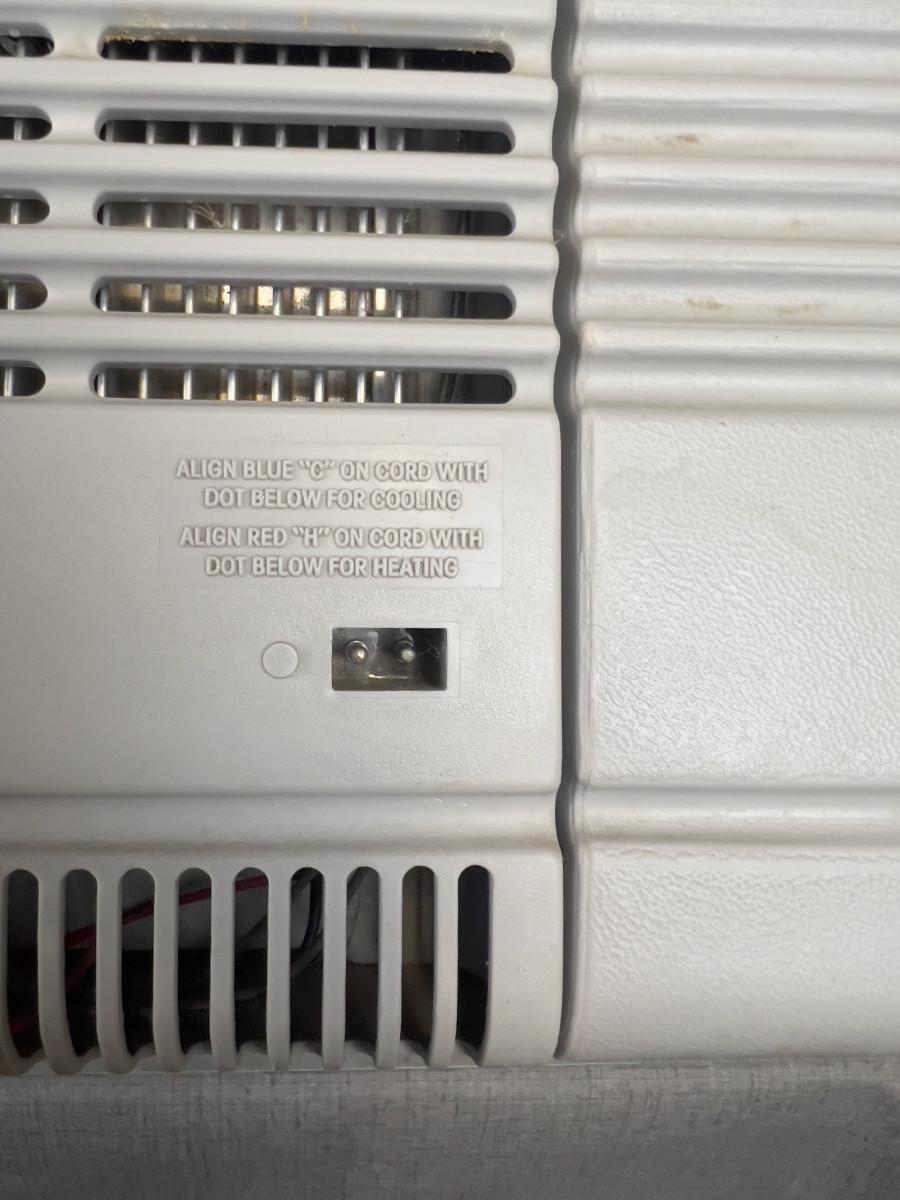 ALIGN BLUE "C" ON CORD WITH
DOT BELOW FOR COOLING
ALIGN RED "H" ON CORD WITH
DOT BELOW FOR HEATING